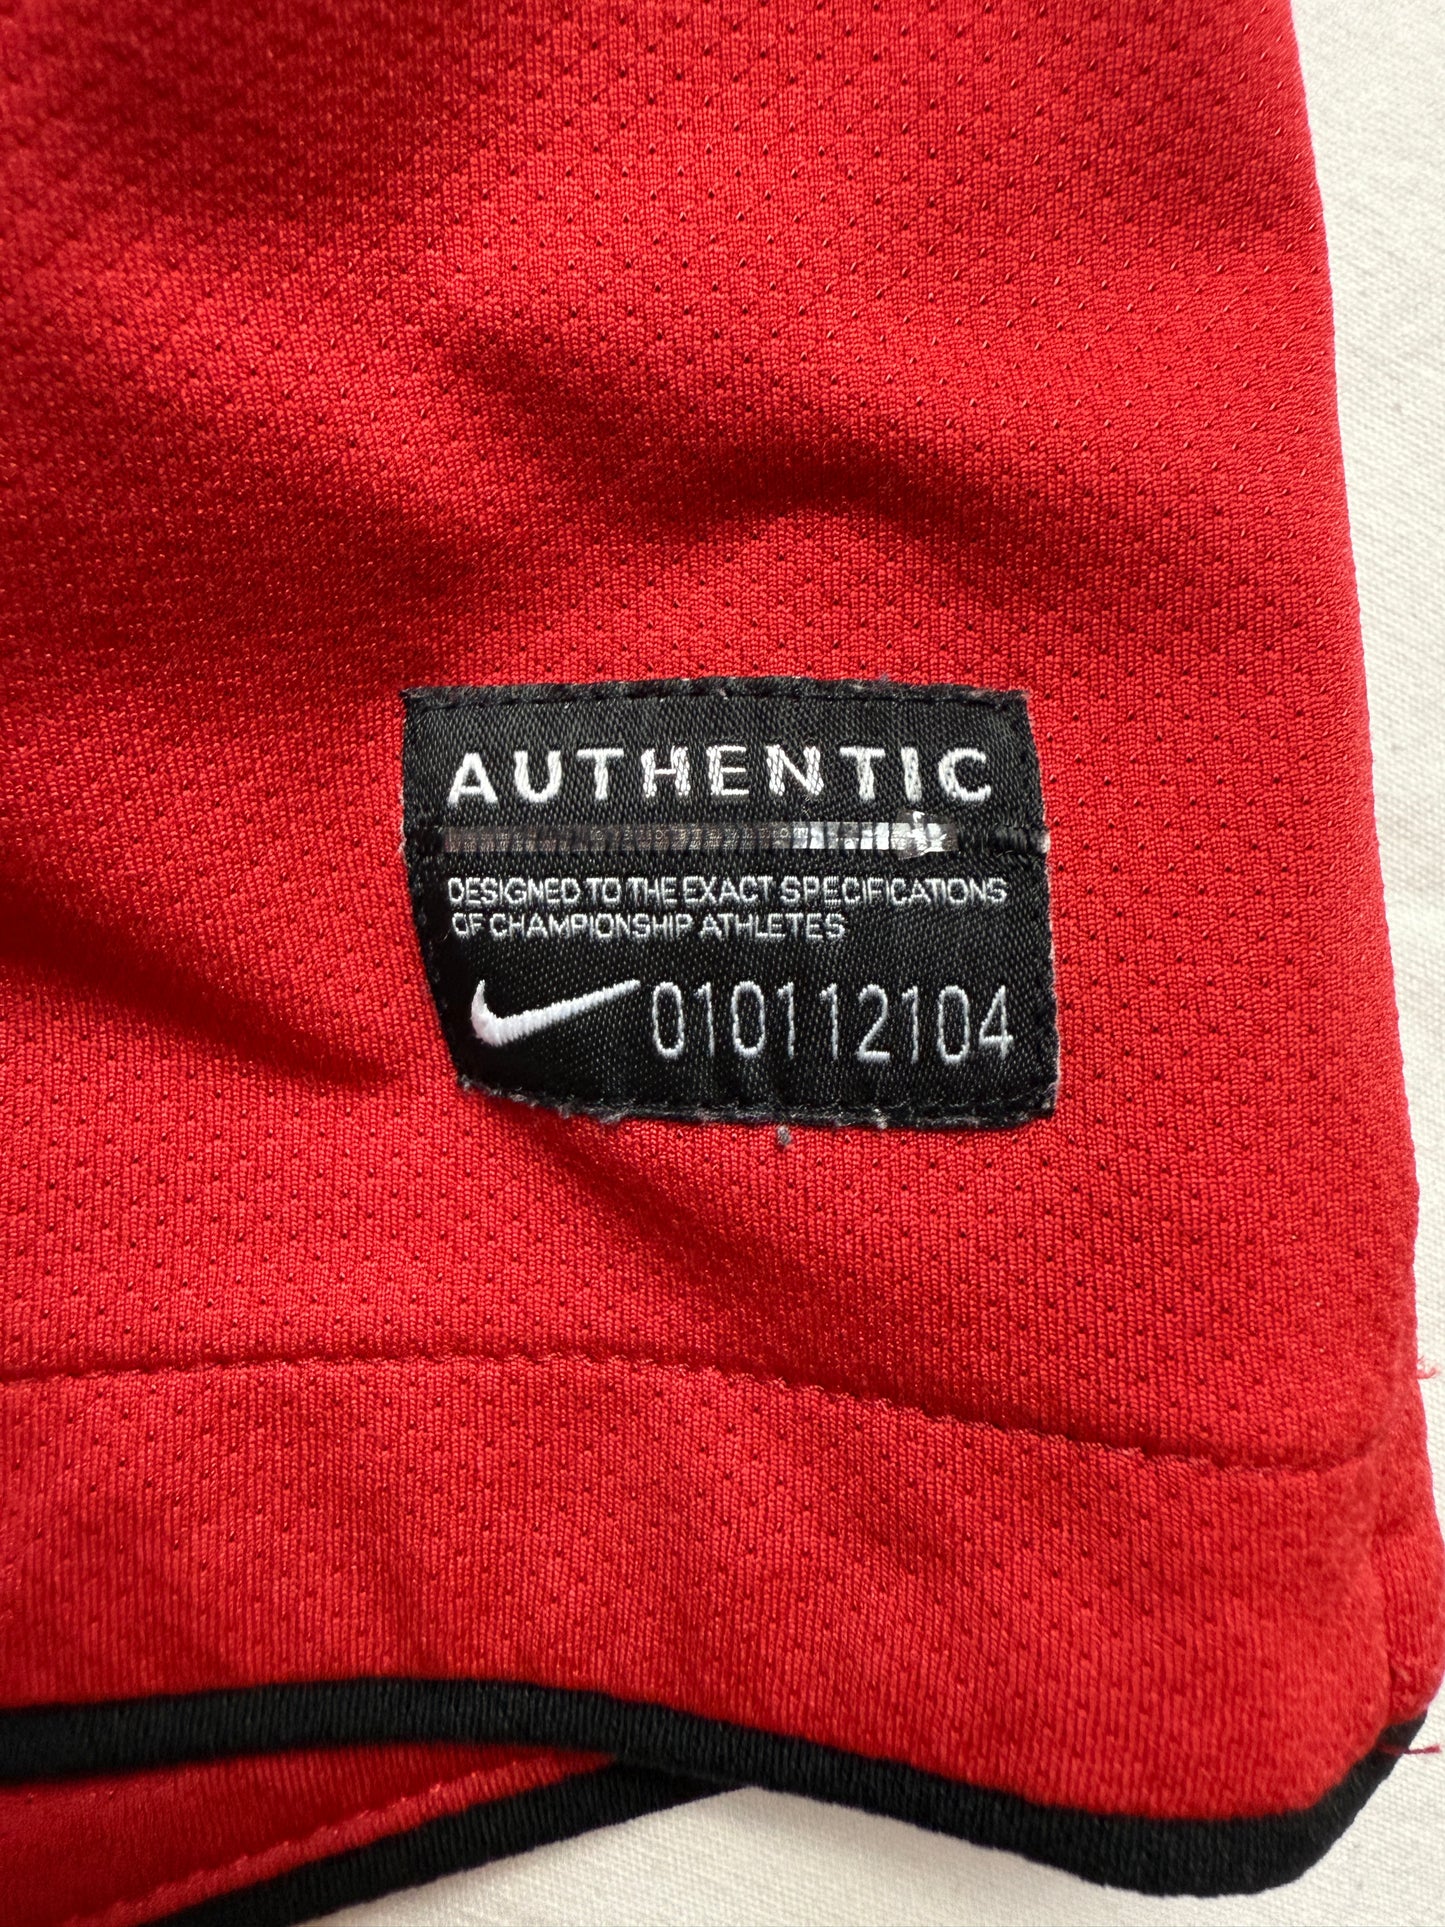 AUTHENTIC
DESIGNED TO THE EXACT SPECIFICATIONS
OF CHAMPIONSHIP ATHLETES
010112104